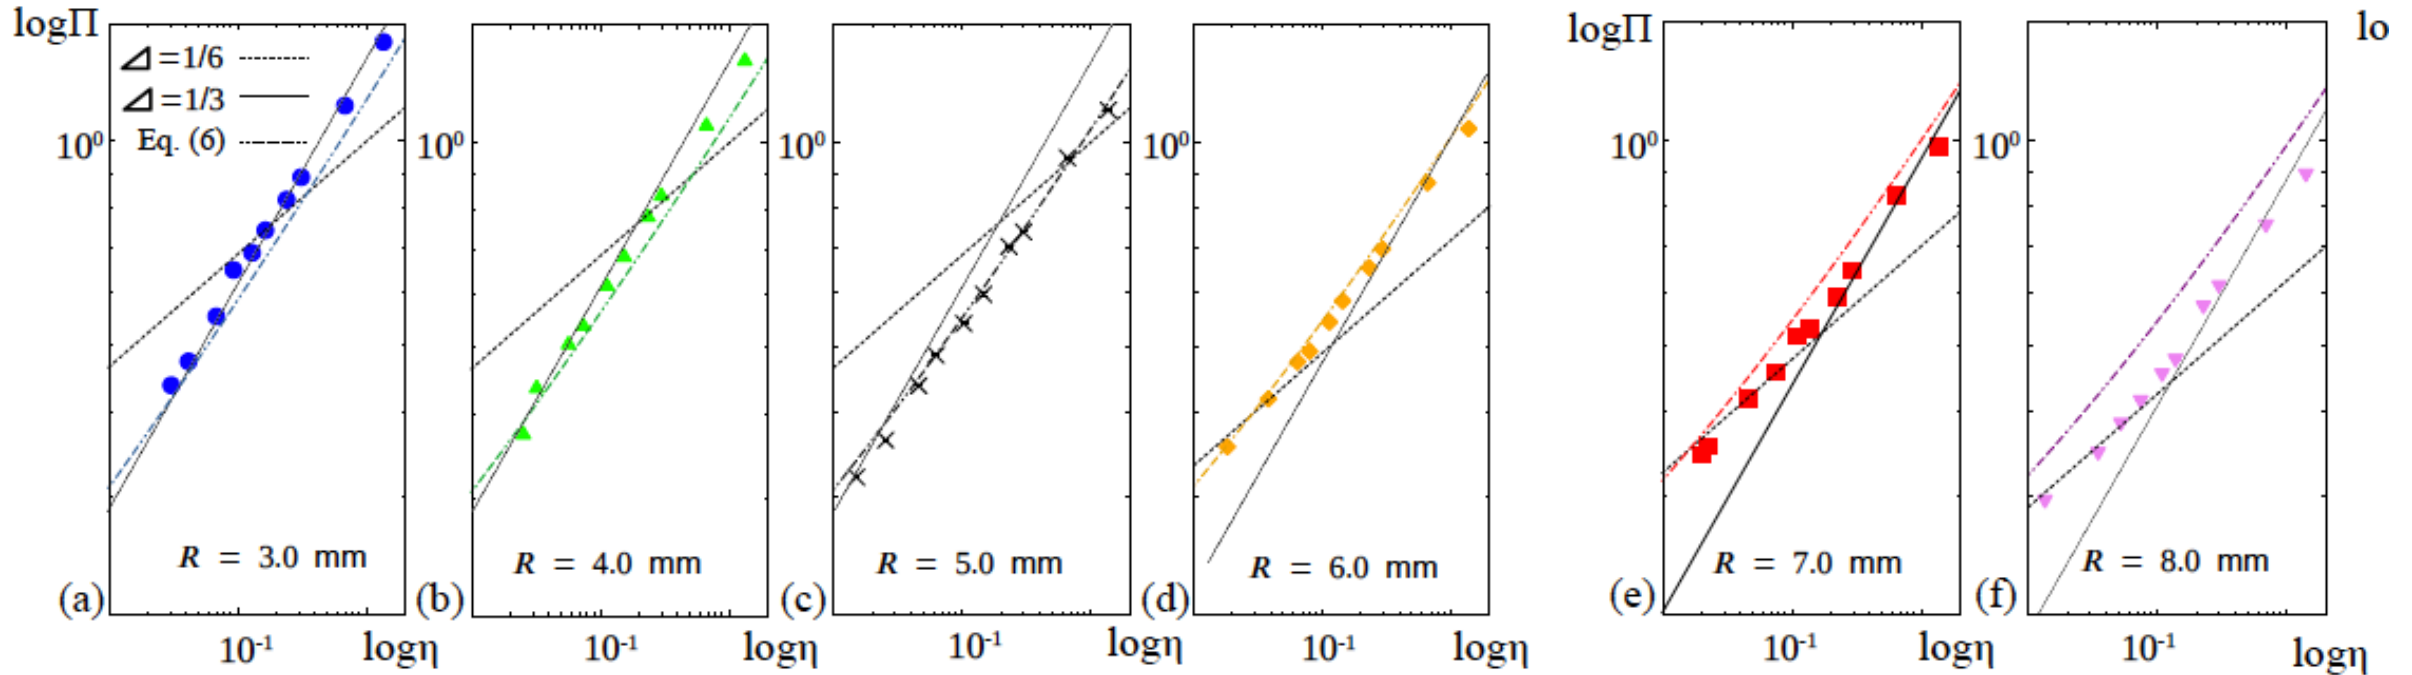 logΠ
⊿=1/6
⊿=1/3
Eq. (6)
10⁰
R = 3.0 mm
(a)
10⁻¹
logη
10⁰
R = 4.0 mm
(b)
10⁻¹
logη
10⁰
R = 5.0 mm
(c)
10⁻¹
logη
10⁰
R = 6.0 mm
(d)
10⁻¹
logη
logΠ
10⁰
R = 7.0 mm
(e)
10⁻¹
logη
10⁰
R = 8.0 mm
(f)
10⁻¹
logη
lo